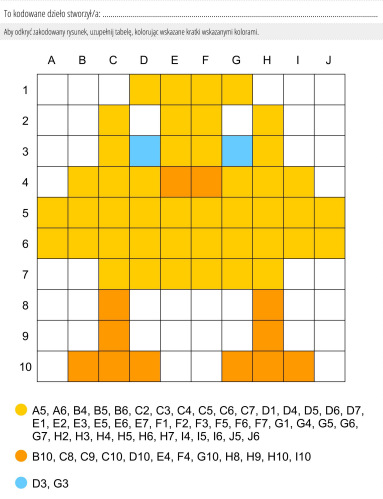 To kodowane dzieło stworzył/a:
Aby odkryć zakodowany rysunek, uzupełnij tabelę, kolorując wskazane kratki wskazanymi kolorami.
A B C D E F G H I J
1
2
3
4
5
6
7
8
9
10
A5, A6, B4, B5, B6, C2, C3, C4, C5, C6, C7, D1, D4, D5, D6, D7,
E1, E2, E3, E5, E6, E7, F1, F2, F3, F5, F6, F7, G1, G4, G5, G6,
G7, H2, H3, H4, H5, H6, H7, I4, I5, I6, J5, J6
B10, C8, C9, C10, D10, E4, F4, G10, H8, H9, H10, I10
D3, G3